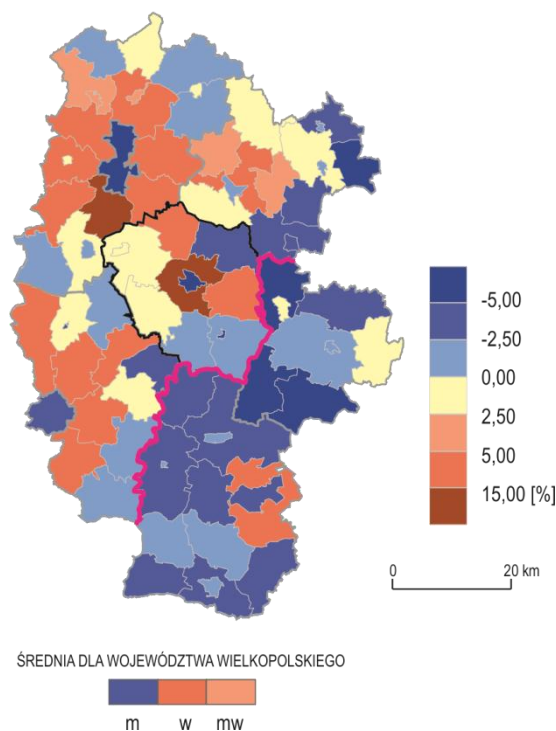 -5,00
-2,50
0,00
2,50
5,00
15,00 [%]
0 20 km
ŚREDNIA DLA WOJEWÓDZTWA WIELKOPOLSKIEGO
m w mw